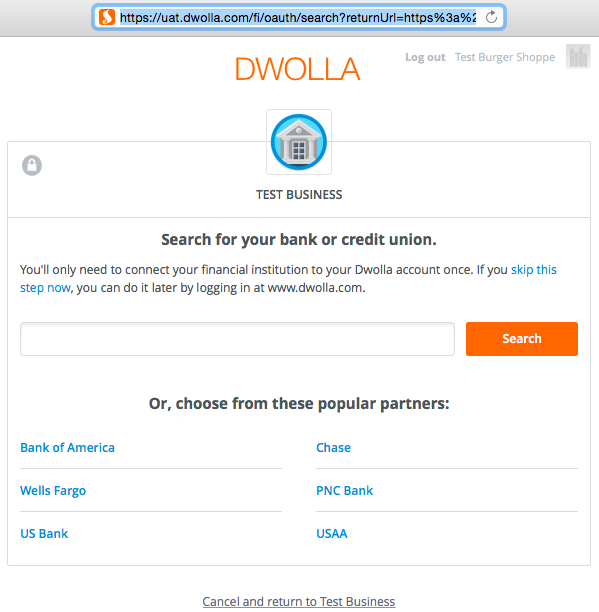 https://uat.dwolla.com/fi/oauth/search?returnUrl=https%3a%2
DWOLLA
Log out Test Burger Shoppe
TEST BUSINESS
Search for your bank or credit union.
You'll only need to connect your financial institution to your Dwolla account once. If you skip this
step now, you can do it later by logging in at www.dwolla.com.
Search
Or, choose from these popular partners:
Bank of America Chase
Wells Fargo PNC Bank
US Bank USAA
Cancel and return to Test Business